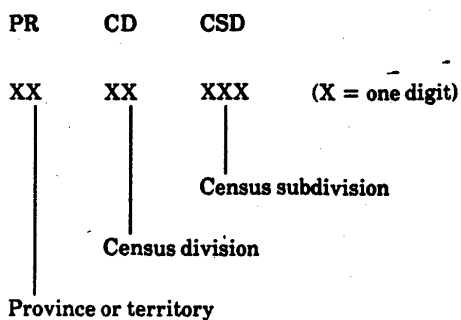 PR CD CSD
XX XX XXX (X = one digit)
Census subdivision
Census division
Province or territory